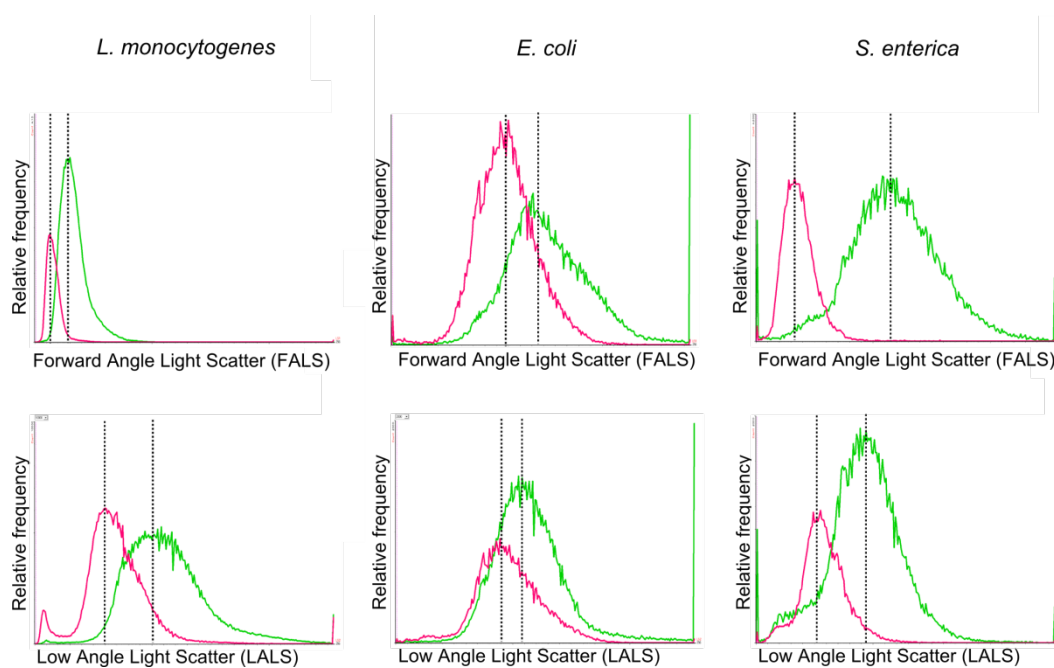 L. monocytogenes
E. coli
S. enterica
Relative frequency
Relative frequency
Relative frequency
Forward Angle Light Scatter (FALS)
Forward Angle Light Scatter (FALS)
Forward Angle Light Scatter (FALS)
Relative frequency
Relative frequency
Relative frequency
Low Angle Light Scatter (LALS)
Low Angle Light Scatter (LALS)
Low Angle Light Scatter (LALS)